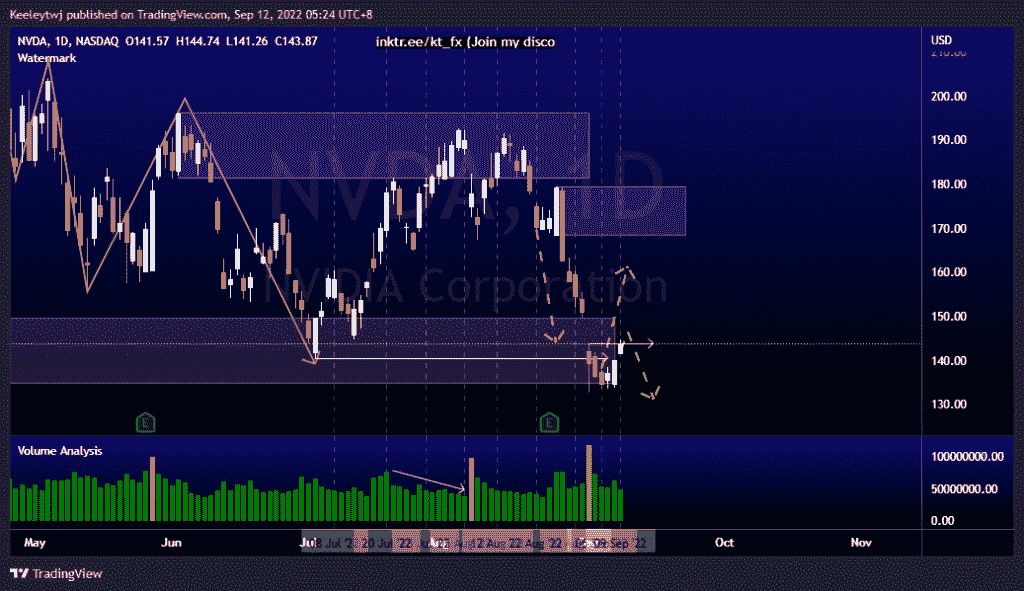 Keeleytwj published on TradingView.com, Sep 12, 2022 05:24 UTC+8
NVDA, 1D, NASDAQ O141.57 H144.74 L141.26 C143.87
inktr.ee/kt_fx (Join my disco
USD
Watermark
210.00
200.00
190.00
NVDA, 1D
180.00
170.00
NVIDIA Corporation
160.00
150.00
140.00
130.00
E
E
Volume Analysis
100000000.00
50000000.00
0.00
May
Jun
Oct
Nov
TradingView